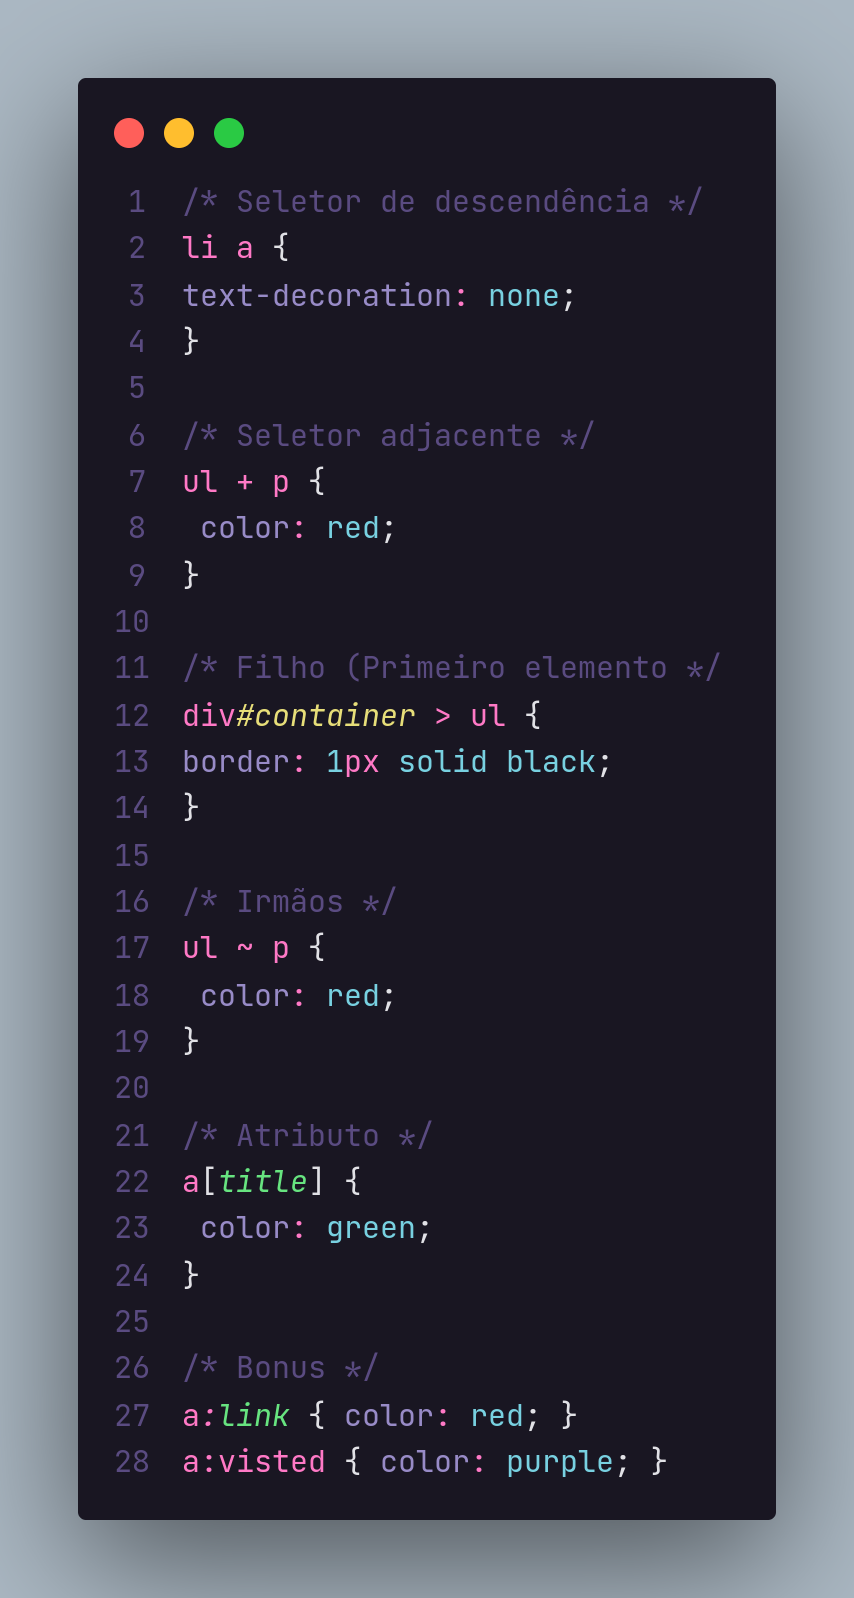 1 /* Seletor de descendência */
2 li a {
3 text-decoration: none;
4 }
5
6 /* Seletor adjacente */
7 ul + p {
8  color: red;
9 }
10
11 /* Filho (Primeiro elemento */
12 div#container > ul {
13 border: 1px solid black;
14 }
15
16 /* Irmãos */
17 ul ~ p {
18  color: red;
19 }
20
21 /* Atributo */
22 a[title] {
23  color: green;
24 }
25
26 /* Bonus */
27 a:link { color: red; }
28 a:visted { color: purple; }